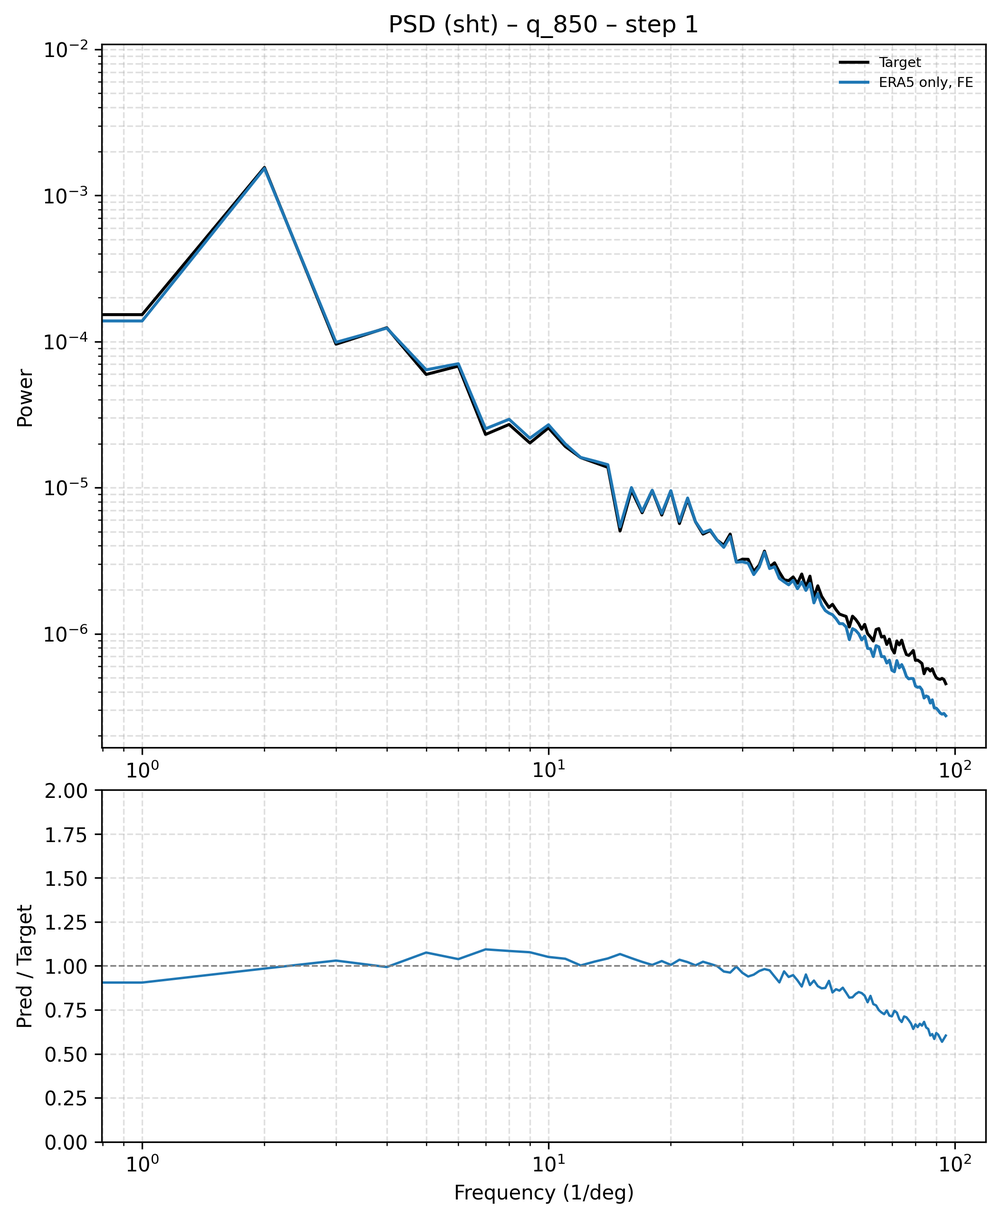 PSD (sht) – q_850 – step 1
Target
ERA5 only, FE
10⁻²
10⁻³
10⁻⁴
10⁻⁵
10⁻⁶
Power
10⁰ 10¹ 10²
2.00
1.75
1.50
1.25
1.00
0.75
0.50
0.25
0.00
Pred / Target
10⁰ 10¹ 10²
Frequency (1/deg)